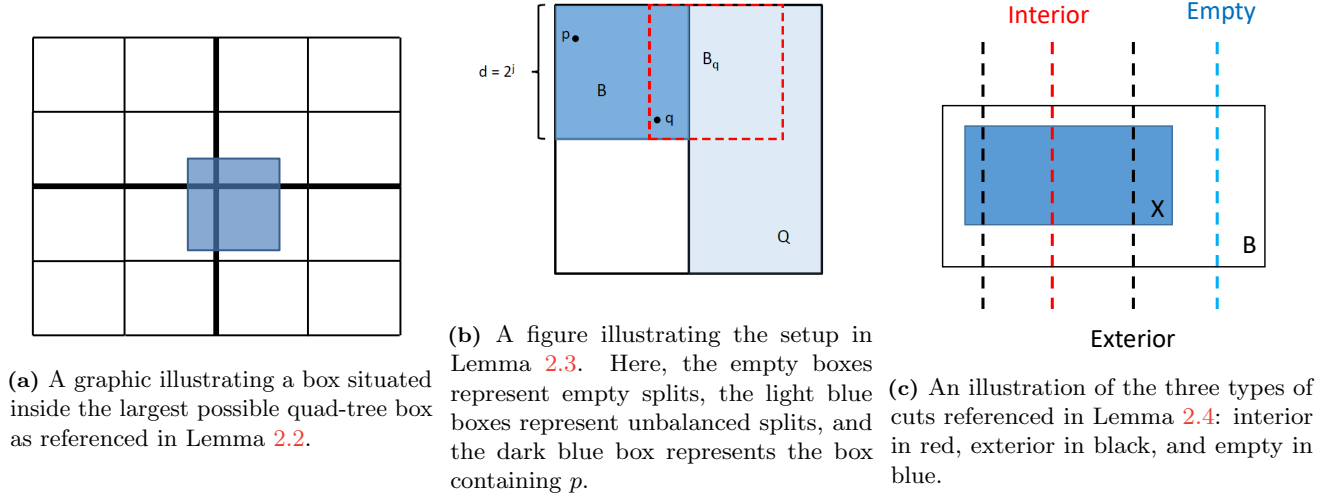 (a) A graphic illustrating a box situated
inside the largest possible quad-tree box
as referenced in Lemma 2.2.
p
d = 2^j
B
B_q
q
Q
(b) A figure illustrating the setup in
Lemma 2.3. Here, the empty boxes
represent empty splits, the light blue
boxes represent unbalanced splits, and
the dark blue box represents the box
containing p.
Interior
Empty
X
B
Exterior
(c) An illustration of the three types of
cuts referenced in Lemma 2.4: interior
in red, exterior in black, and empty in
blue.